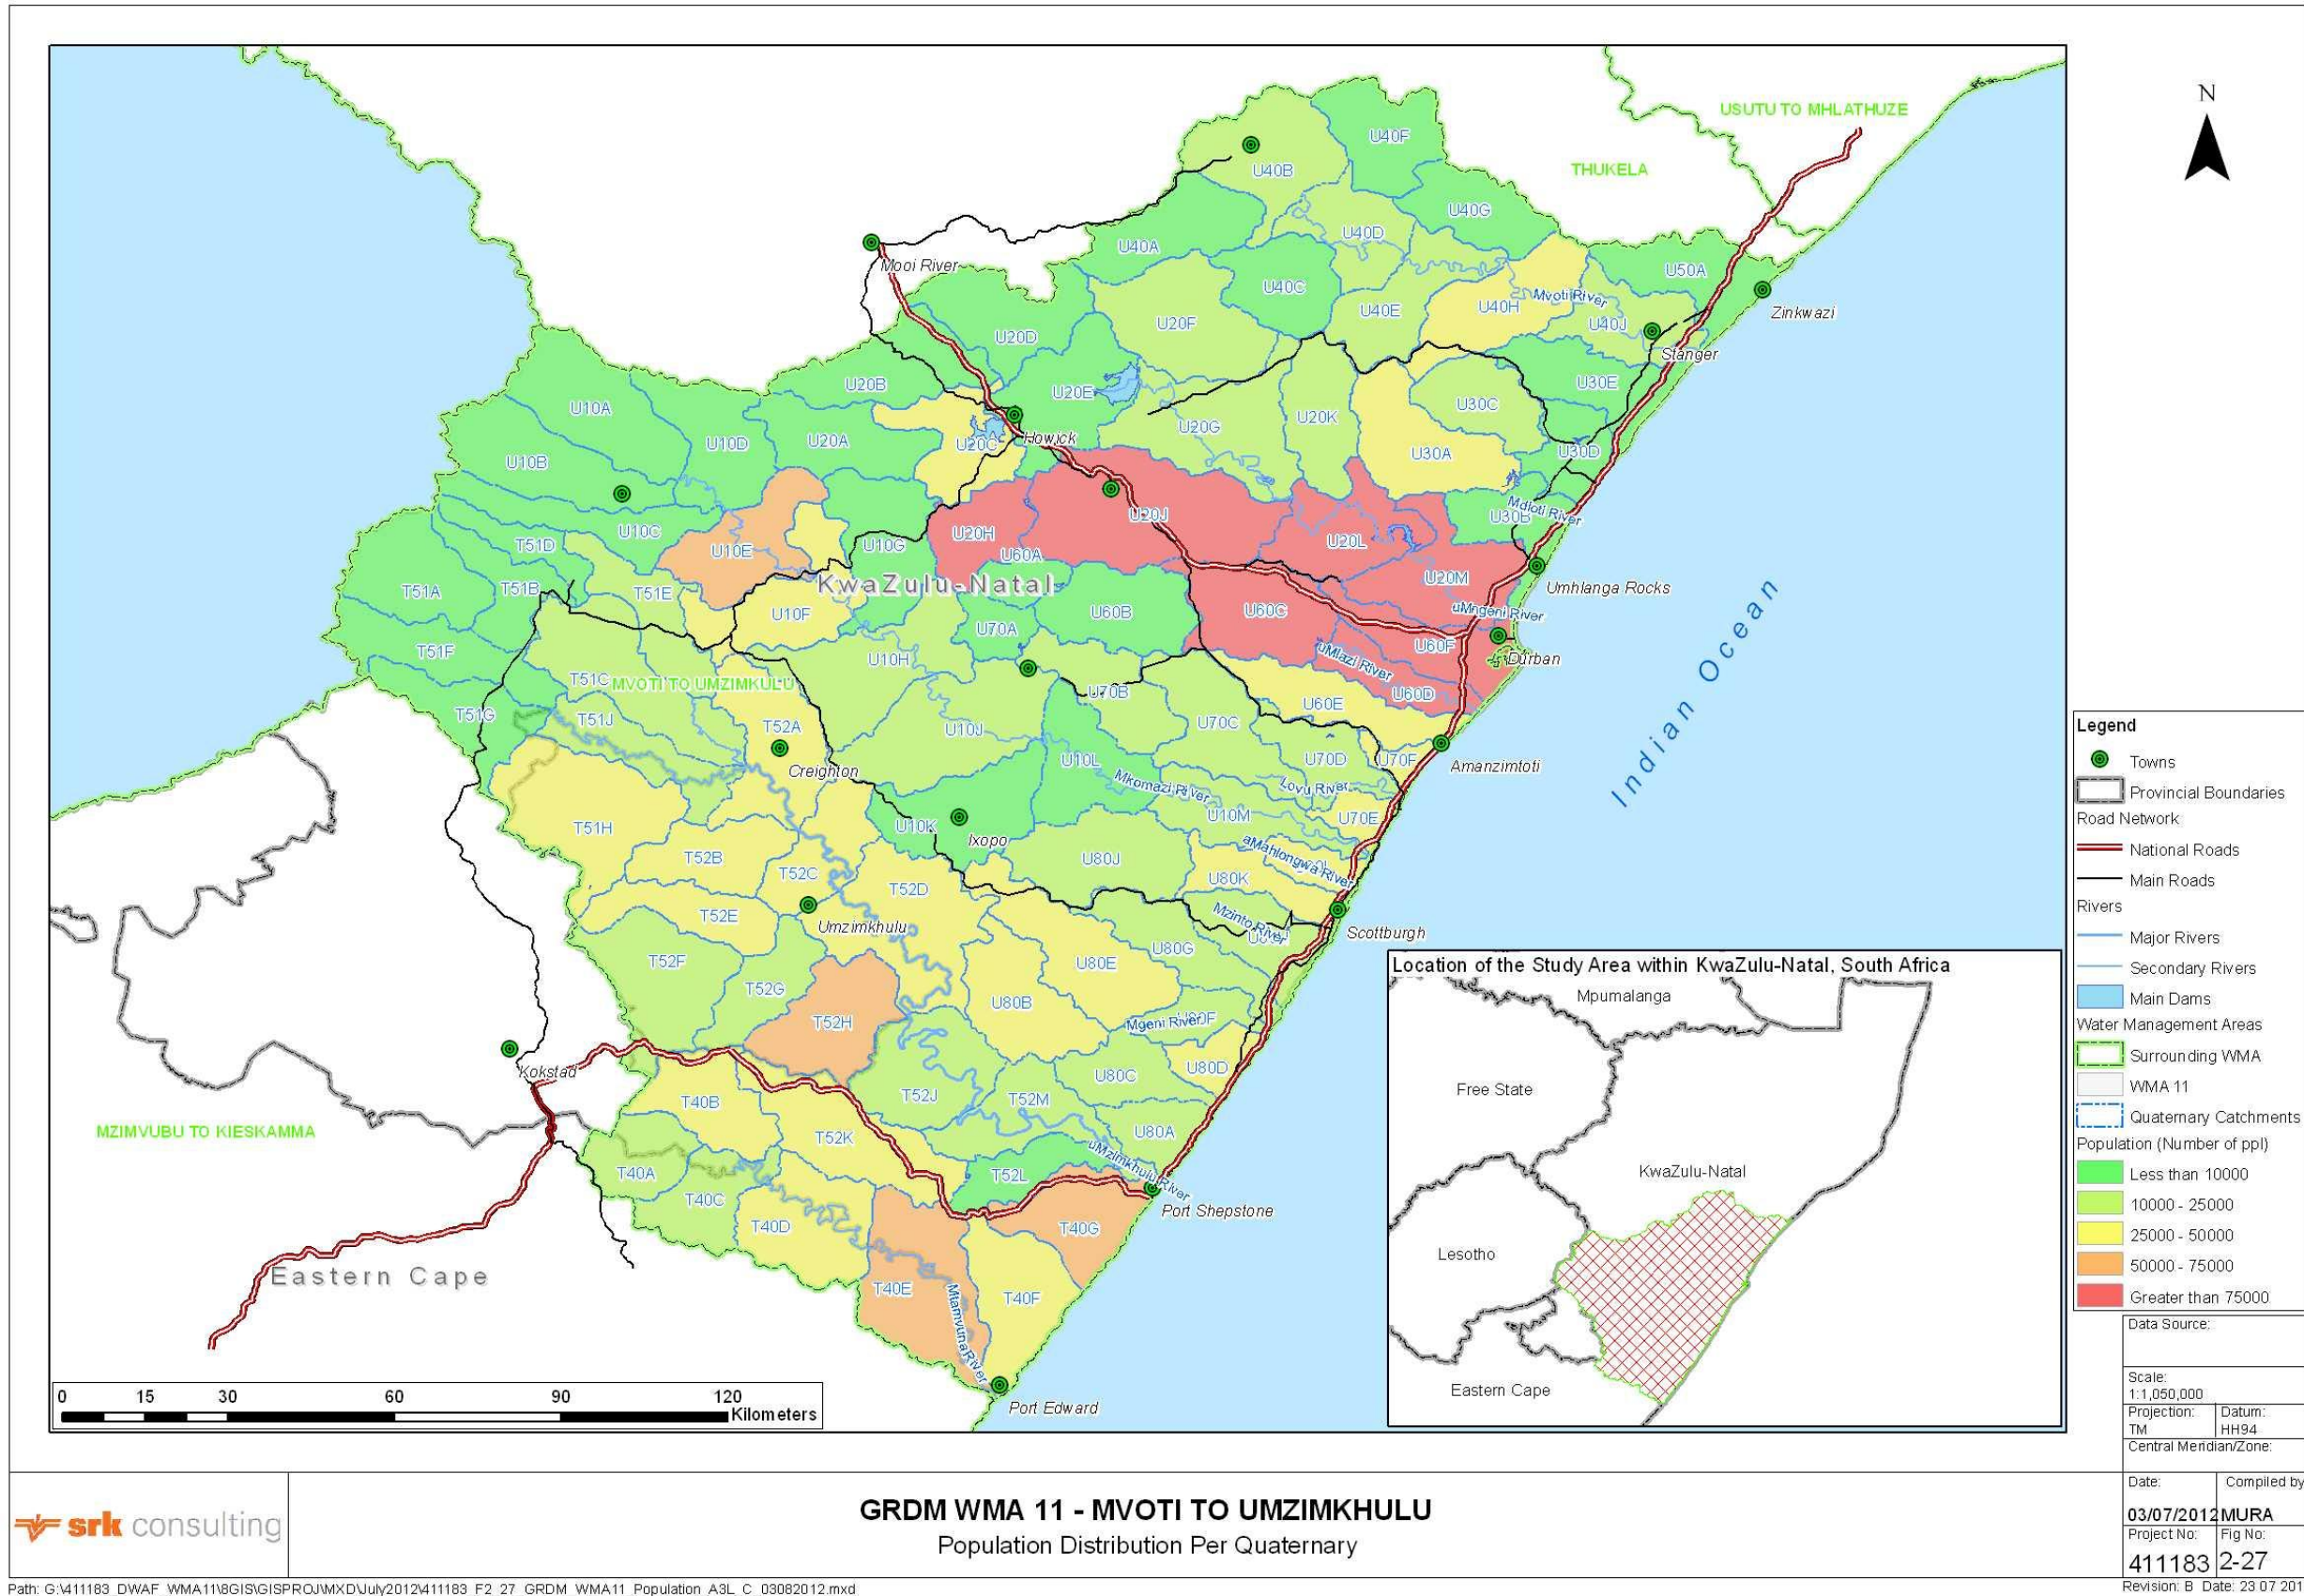 USUTU TO MHLATHUZE
THUKELA
U40F
U40B
U40G
U40D
U40A
Mooi River
U50A
U40C
U40H
Mvoti River
Zinkwazi
U20F
U40E
U40J
U20D
Stanger
U20B
U20E
U30E
U10A
U30C
U20K
U20G
U10D
U20A
U20C
Howick
U30A
U30D
U10B
Mdloti River
U30B
U20J
U10C
U20H
U20L
T51D
U10E
U10G
U60A
U20M
KwaZulu-Natal
Umhlanga Rocks
T51A
T51B
T51E
U60B
U60C
uMngeni River
U10F
U70A
U60F
T51F
U10H
uMlazi River
Durban
T51C
MVOTI TO UMZIMKULU
U70B
U60D
U60E
T51G
T51J
T52A
U10J
U70C
U10L
U70D
U70F
Amanzimtoti
Creighton
Mkomazi River
Lovu River
U10M
U70E
T51H
U10K
Ixopo
aMahlongwa River
T52B
U80J
T52C
U80K
T52D
T52E
Mzinto River
Umzimkhulu
Scottburgh
T52F
U80G
U80E
T52G
U80B
T52H
Mgeni River
U80F
Kokstad
U80D
U80C
T52J
T52M
T40B
MZIMVUBU TO KIESKAMMA
T52K
U80A
uMzimkhulu River
T40A
T52L
T40C
Port Shepstone
T40D
T40G
Eastern Cape
T40E
T40F
Mtamvuna River
Port Edward
Indian Ocean
0 15 30 60 90 120
Kilometers
Location of the Study Area within KwaZulu-Natal, South Africa
Mpumalanga
Free State
KwaZulu-Natal
Lesotho
Eastern Cape
N
Legend
Towns
Provincial Boundaries
Road Network
National Roads
Main Roads
Rivers
Major Rivers
Secondary Rivers
Main Dams
Water Management Areas
Surrounding WMA
WMA 11
Quaternary Catchments
Population (Number of ppl)
Less than 10000
10000 - 25000
25000 - 50000
50000 - 75000
Greater than 75000
Data Source:
Scale:
1:1,050,000
Projection: Datum:
TM HH94
Central Meridian/Zone:
Date: Compiled by
03/07/2012 MURA
Project No: Fig No:
411183 2-27
Revision: B Date: 23 07 201
srk consulting
GRDM WMA 11 - MVOTI TO UMZIMKHULU
Population Distribution Per Quaternary
Path: G:\411183_DWAF_WMA11\8GIS\GISPROJ\MXD\July2012\411183_F2_27_GRDM_WMA11_Population_A3L_C_03082012.mxd